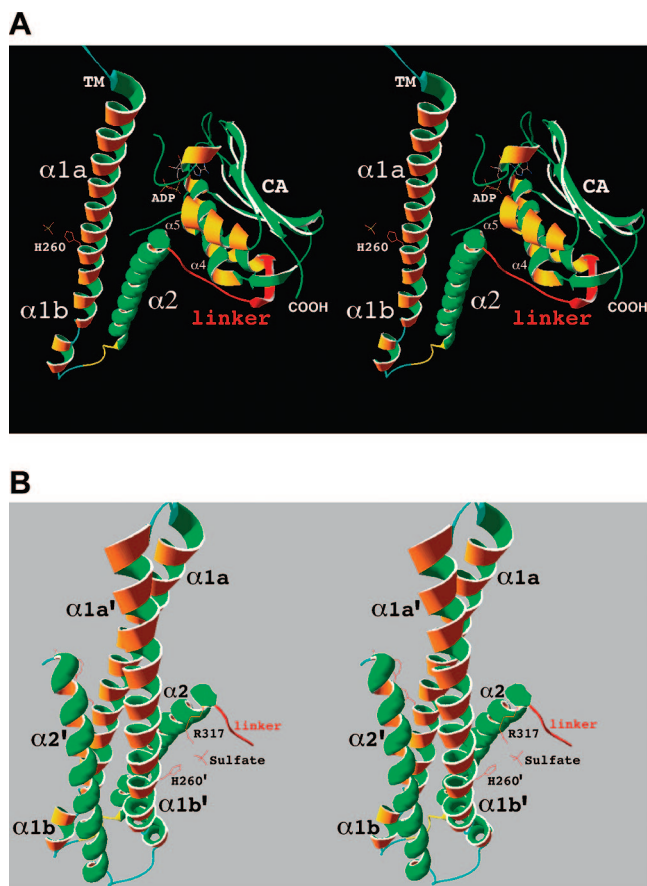 A
TM TM
α1a α1a
CA CA
ADP ADP
α5 α5
H260 H260
α4 α4
α1b α2 α1b α2
COOH COOH
linker linker
B
α1a α1a
α1a' α1a'
α2 α2
linker linker
R317 R317
α2' α2'
Sulfate Sulfate
H260' H260'
α1b α1b' α1b α1b'